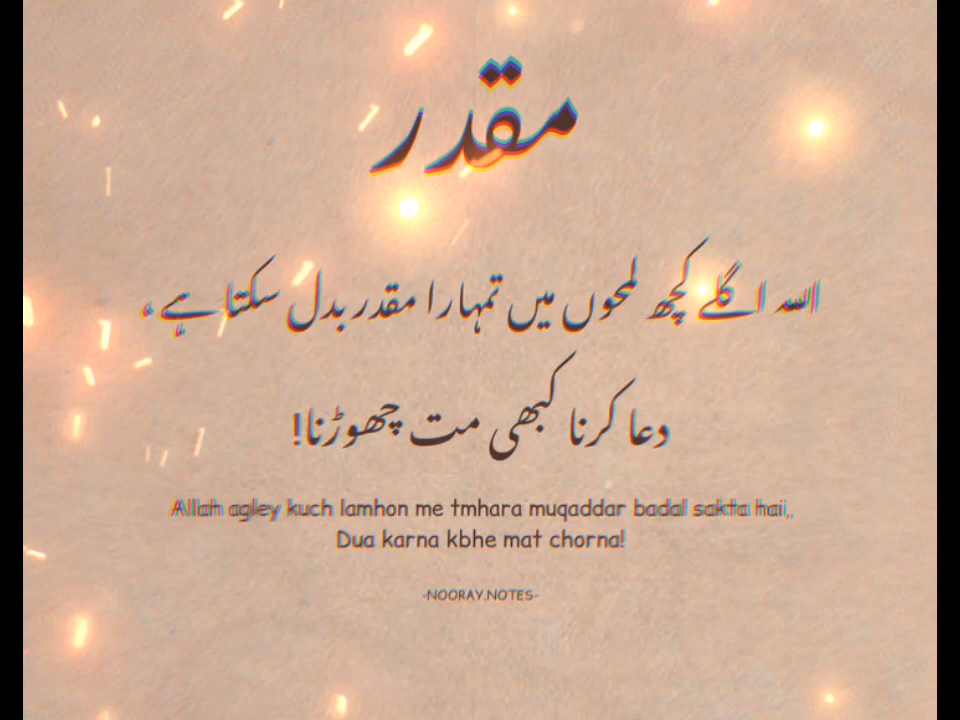 مقدر
اللہ اگلے کچھ لمحوں میں تمہارا مقدر بدل سکتا ہے،
دعا کرنا کبھی مت چھوڑنا!
Allah agley kuch lamhon me tmhara muqaddar badal sakta hai,,
Dua karna kbhe mat chorna!
-NOORAY.NOTES-